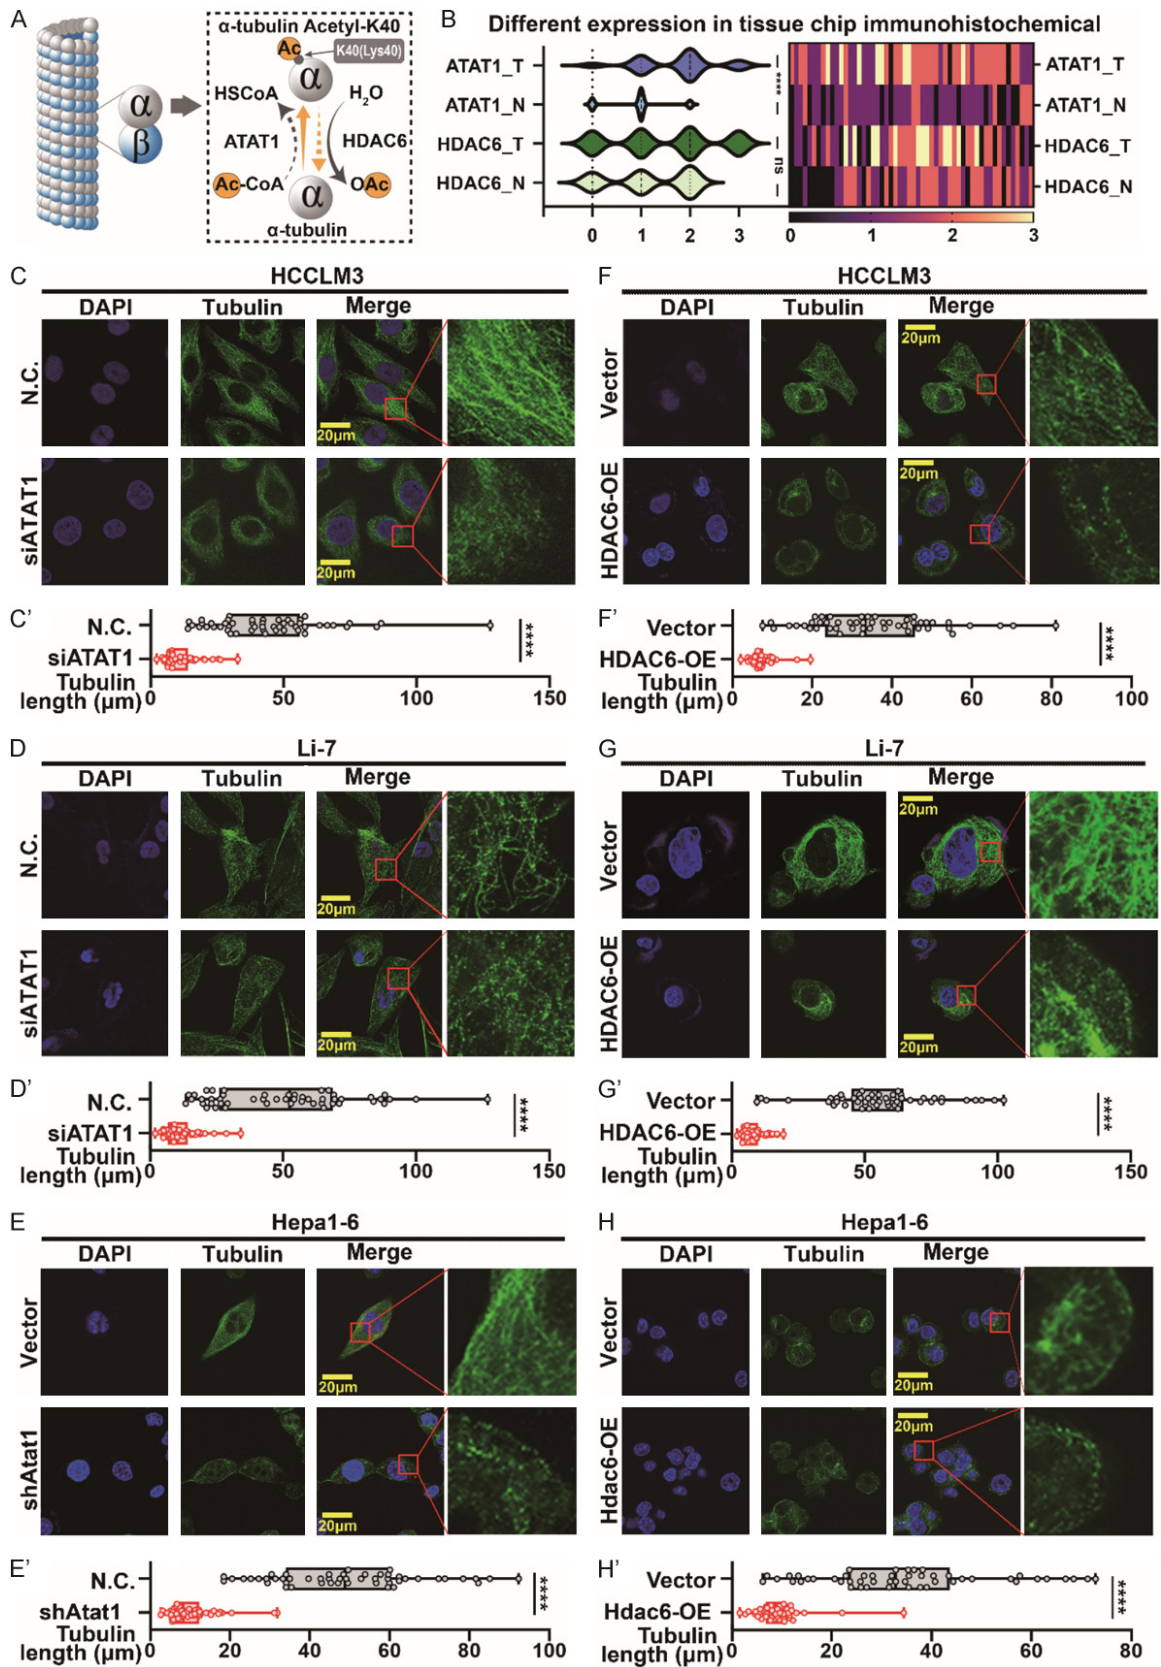 A
α-tubulin Acetyl-K40
Ac
K40(Lys40)
α
HSCoA
H2O
α
β
ATAT1
HDAC6
Ac-CoA
α
OAc
α-tubulin
B
Different expression in tissue chip immunohistochemical
ATAT1_T
ATAT1_N
HDAC6_T
HDAC6_N
****
ns
0 1 2 3
ATAT1_T
ATAT1_N
HDAC6_T
HDAC6_N
0 1 2 3
C
HCCLM3
DAPI Tubulin Merge
N.C.
20μm
siATAT1
20μm
C'
N.C.
siATAT1
****
Tubulin
length (μm)
0 50 100 150
F
HCCLM3
DAPI Tubulin Merge
Vector
20μm
HDAC6-OE
20μm
F'
Vector
HDAC6-OE
****
Tubulin
length (μm)
0 20 40 60 80 100
D
Li-7
DAPI Tubulin Merge
N.C.
20μm
siATAT1
20μm
D'
N.C.
siATAT1
****
Tubulin
length (μm)
0 50 100 150
G
Li-7
DAPI Tubulin Merge
Vector
20μm
HDAC6-OE
20μm
G'
Vector
HDAC6-OE
****
Tubulin
length (μm)
0 50 100 150
E
Hepa1-6
DAPI Tubulin Merge
Vector
20μm
shAtat1
20μm
E'
N.C.
shAtat1
****
Tubulin
length (μm)
0 20 40 60 80 100
H
Hepa1-6
DAPI Tubulin Merge
Vector
20μm
Hdac6-OE
20μm
H'
Vector
Hdac6-OE
****
Tubulin
length (μm)
0 20 40 60 80